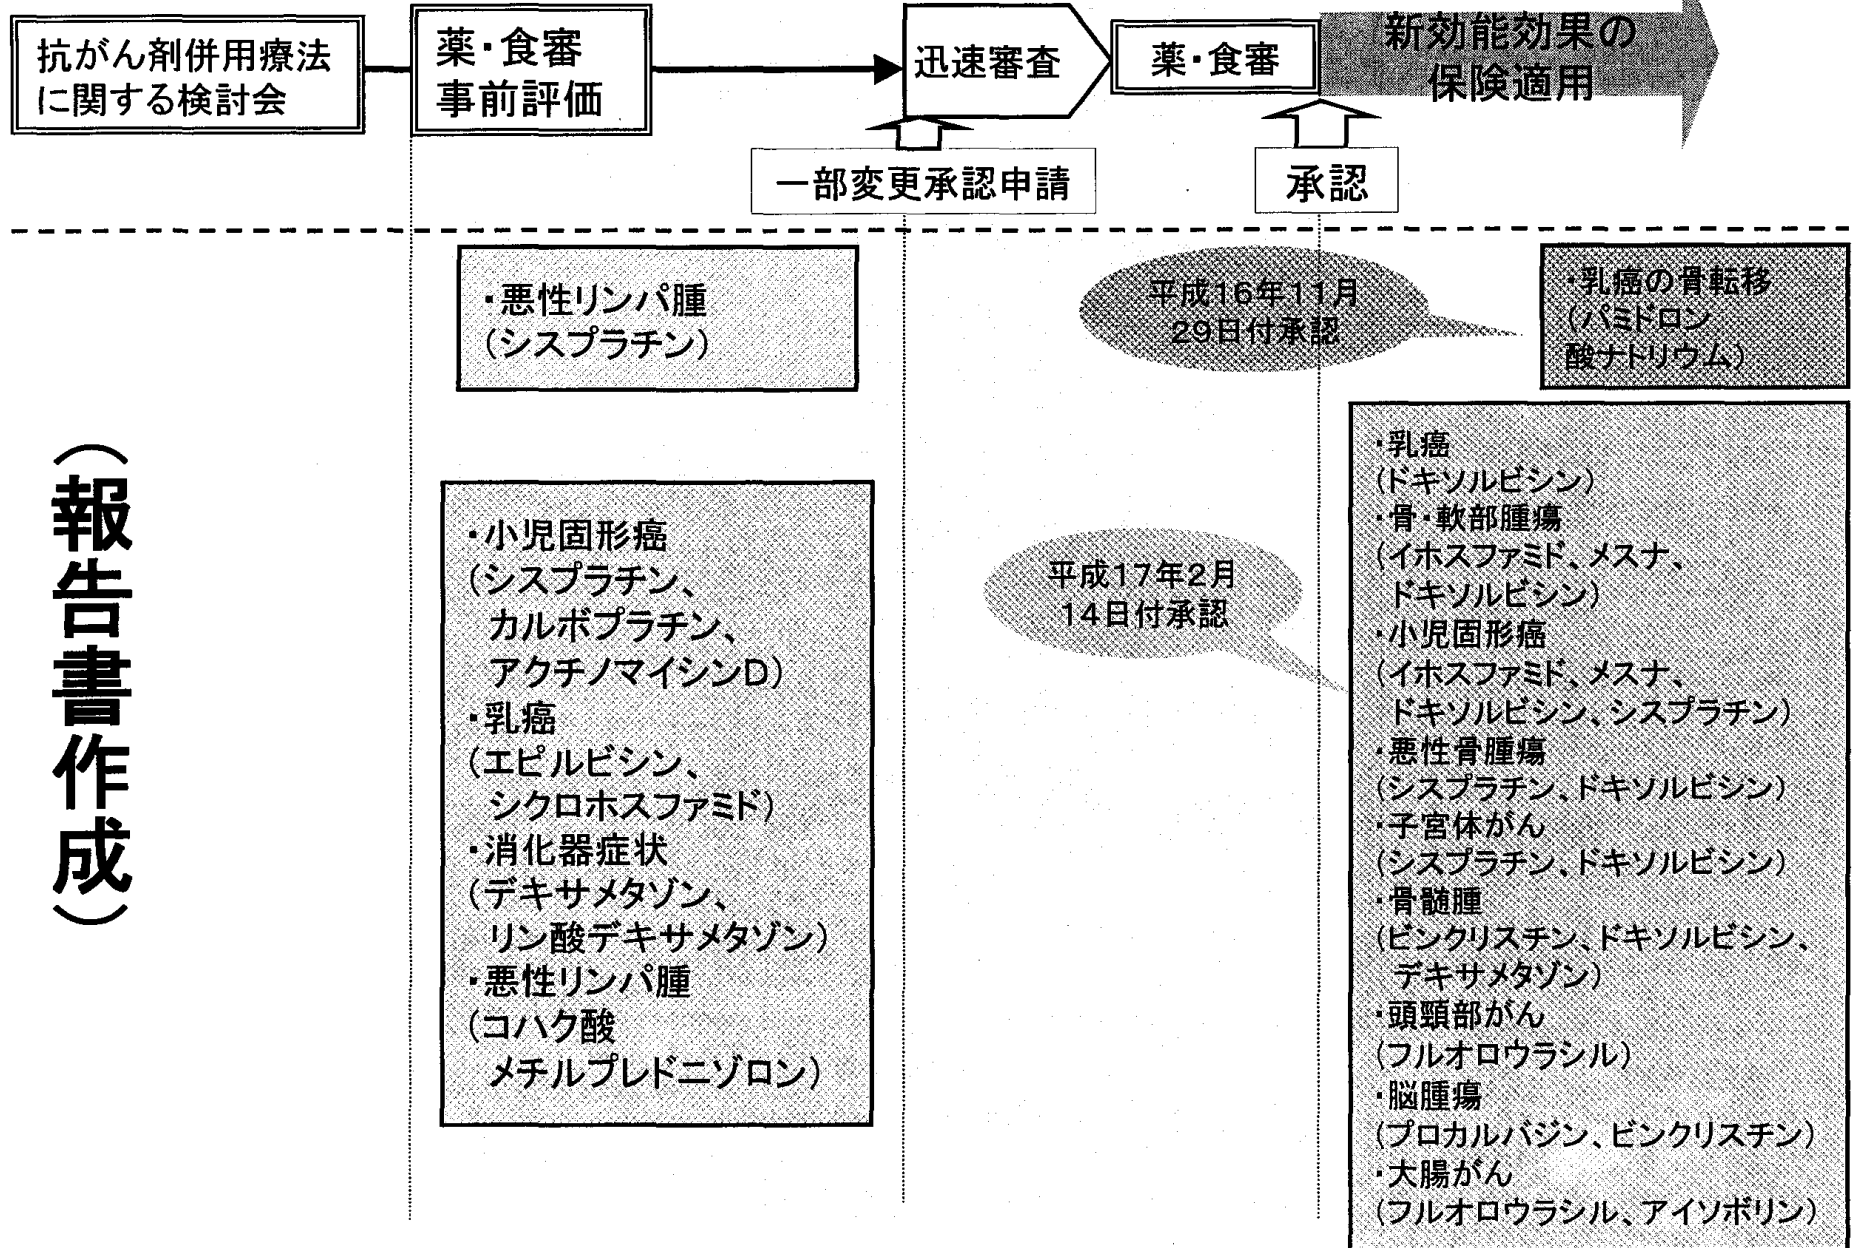 抗がん剤併用療法
に関する検討会
薬・食審
事前評価
迅速審査
薬・食審
新効能効果の
保険適用
一部変更承認申請
承認
(報告書作成)
・悪性リンパ腫
(シスプラチン)
・小児固形癌
(シスプラチン、
カルボプラチン、
アクチノマイシンD)
・乳癌
(エピルビシン、
シクロホスファミド)
・消化器症状
(デキサメタゾン、
リン酸デキサメタゾン)
・悪性リンパ腫
(コハク酸
メチルプレドニゾロン)
平成16年11月
29日付承認
・乳癌の骨転移
(パミドロン
酸ナトリウム)
平成17年2月
14日付承認
・乳癌
(ドキソルビシン)
・骨・軟部腫瘍
(イホスファミド、メスナ、
ドキソルビシン)
・小児固形癌
(イホスファミド、メスナ、
ドキソルビシン、シスプラチン)
・悪性骨腫瘍
(シスプラチン、ドキソルビシン)
・子宮体がん
(シスプラチン、ドキソルビシン)
・骨髄腫
(ビンクリスチン、ドキソルビシン、
デキサメタゾン)
・頭頸部がん
(フルオロウラシル)
・脳腫瘍
(プロカルバジン、ビンクリスチン)
・大腸がん
(フルオロウラシル、アイソボリン)